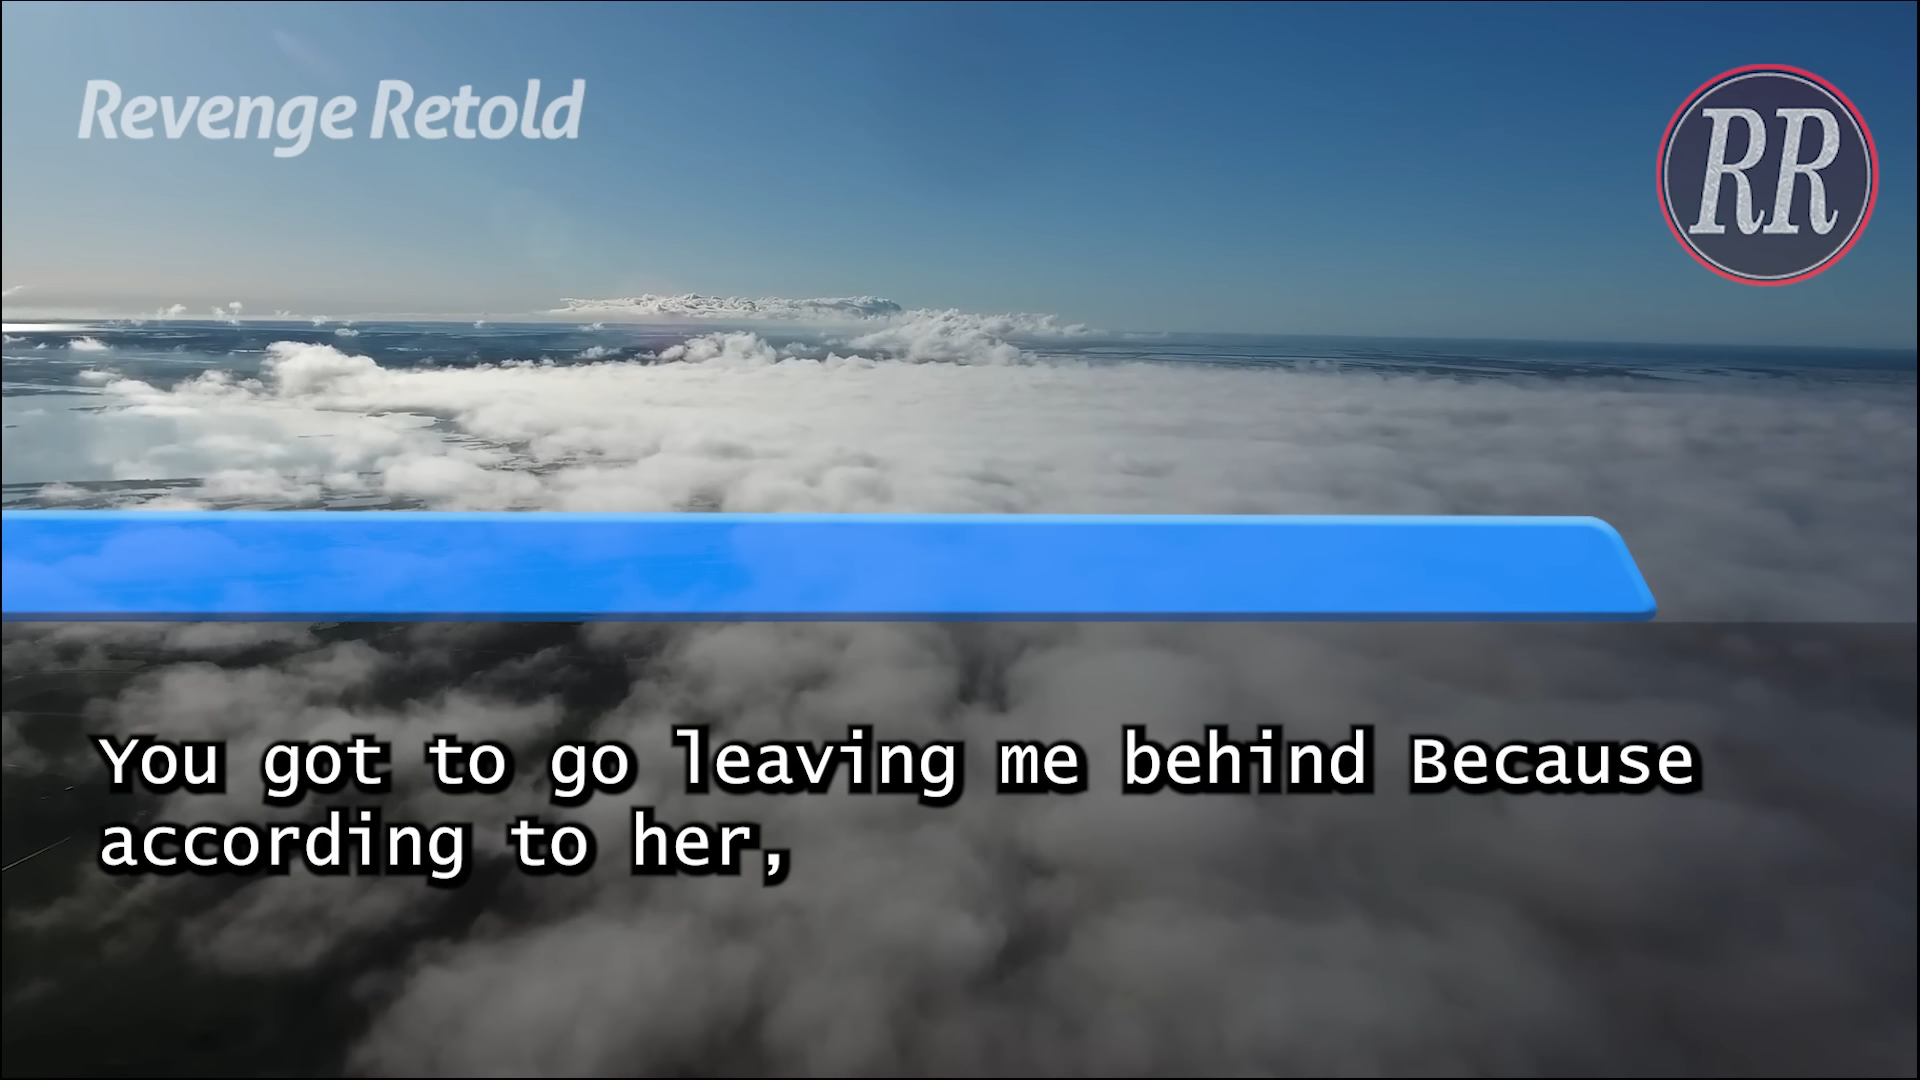 Revenge Retold
RR
You got to go leaving me behind Because
according to her,